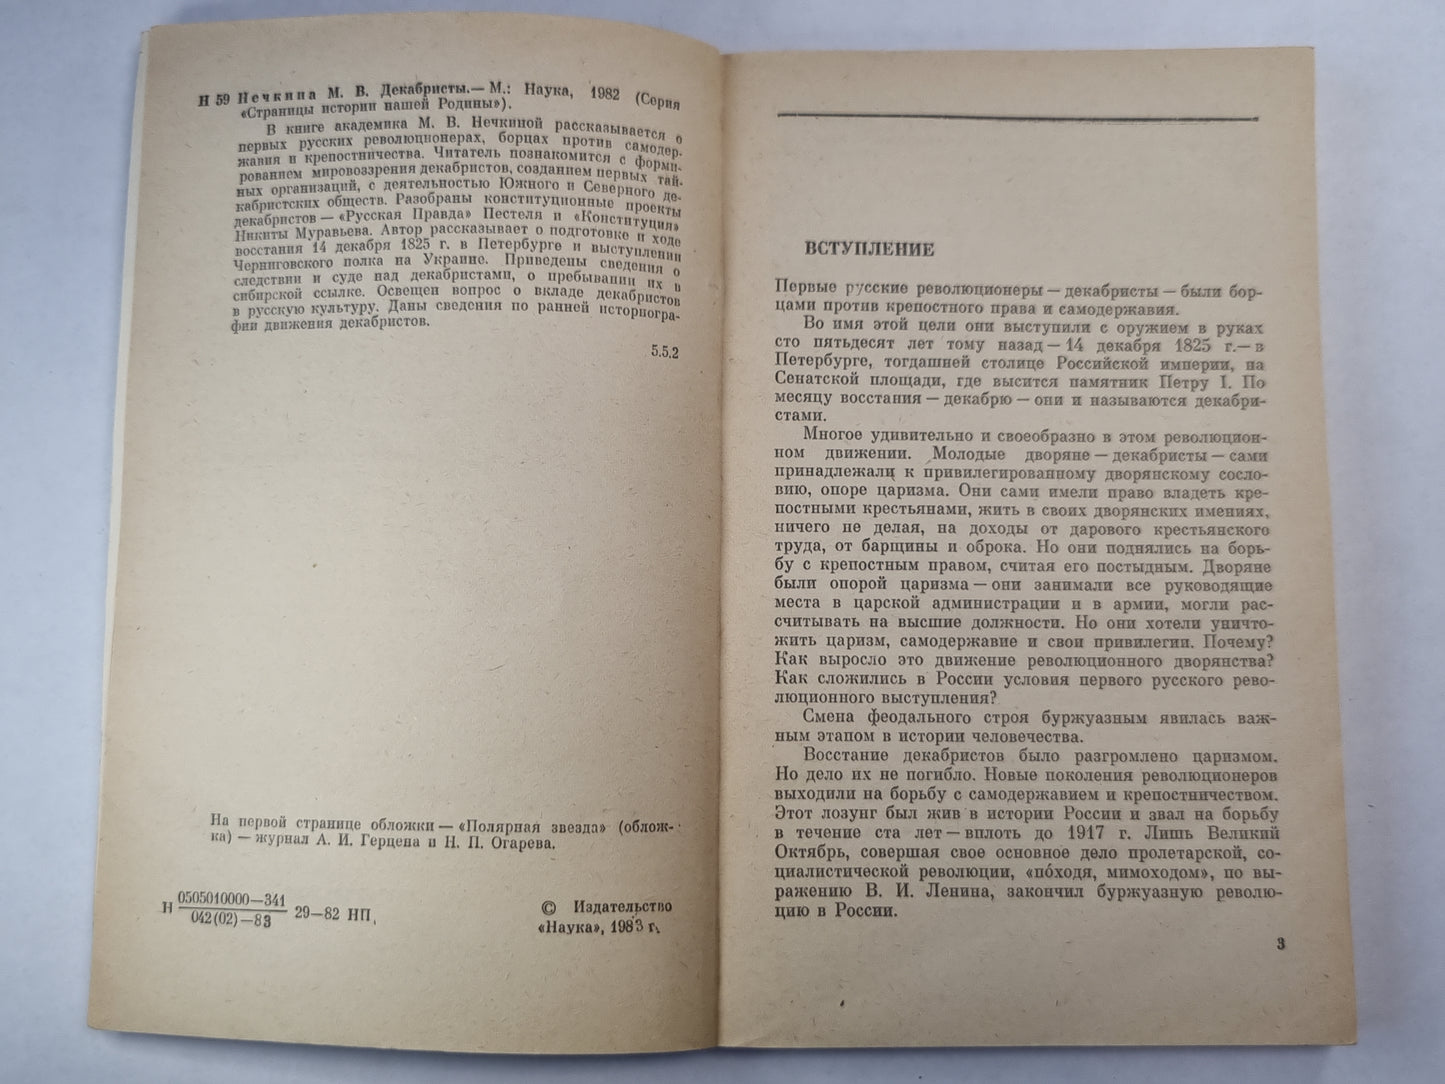 Н 59 Нечкина М. В. Декабристы.— М.: Наука, 1982 (Серия
«Страницы истории нашей Родины»).
В книге академика М. В. Нечкиной рассказывается о
первых русских революционерах, борцах против самодер-
жавия и крепостничества. Читатель познакомится с форми-
рованием мировоззрения декабристов, созданием первых тай-
ных организаций, с деятельностью Южного и Северного де-
кабристских обществ. Разобраны конституционные проекты
декабристов — «Русская Правда» Пестеля и «Конституция»
Никиты Муравьева. Автор рассказывает о подготовке и ходе
восстания 14 декабря 1825 г. в Петербурге и выступлении
Черниговского полка на Украине. Приведены сведения о
следствии и суде над декабристами, о пребывании их в
сибирской ссылке. Освещен вопрос о вкладе декабристов
в русскую культуру. Даны сведения по ранней историогра-
фии движения декабристов.
5.5.2
На первой странице обложки — «Полярная звезда» (облож-
ка) — журнал А. И. Герцена и Н. П. Огарева.
Н 0505010000—341
042(02)—83 29—82 НП,
© Издательство
«Наука», 1983 г.
ВСТУПЛЕНИЕ
Первые русские революционеры — декабристы — были бор-
цами против крепостного права и самодержавия.
Во имя этой цели они выступили с оружием в руках
сто пятьдесят лет тому назад — 14 декабря 1825 г.— в
Петербурге, тогдашней столице Российской империи, на
Сенатской площади, где высится памятник Петру I. По
месяцу восстания — декабрю — они и называются декабри-
стами.
Многое удивительно и своеобразно в этом революцион-
ном движении. Молодые дворяне — декабристы — сами
принадлежали к привилегированному дворянскому сосло-
вию, опоре царизма. Они сами имели право владеть кре-
постными крестьянами, жить в своих дворянских имениях,
ничего не делая, на доходы от дарового крестьянского
труда, от барщины и оброка. Но они поднялись на борь-
бу с крепостным правом, считая его постыдным. Дворяне
были опорой царизма — они занимали все руководящие
места в царской администрации и в армии, могли рас-
считывать на высшие должности. Но они хотели уничто-
жить царизм, самодержавие и свои привилегии. Почему?
Как выросло это движение революционного дворянства?
Как сложились в России условия первого русского рево-
люционного выступления?
Смена феодального строя буржуазным явилась важ-
ным этапом в истории человечества.
Восстание декабристов было разгромлено царизмом.
Но дело их не погибло. Новые поколения революционеров
выходили на борьбу с самодержавием и крепостничеством.
Этот лозунг был жив в истории России и звал на борьбу
в течение ста лет — вплоть до 1917 г. Лишь Великий
Октябрь, совершая свое основное дело пролетарской, со-
циалистической революции, «похо́дя, мимоходом», по вы-
ражению В. И. Ленина, закончил буржуазную револю-
цию в России.
3